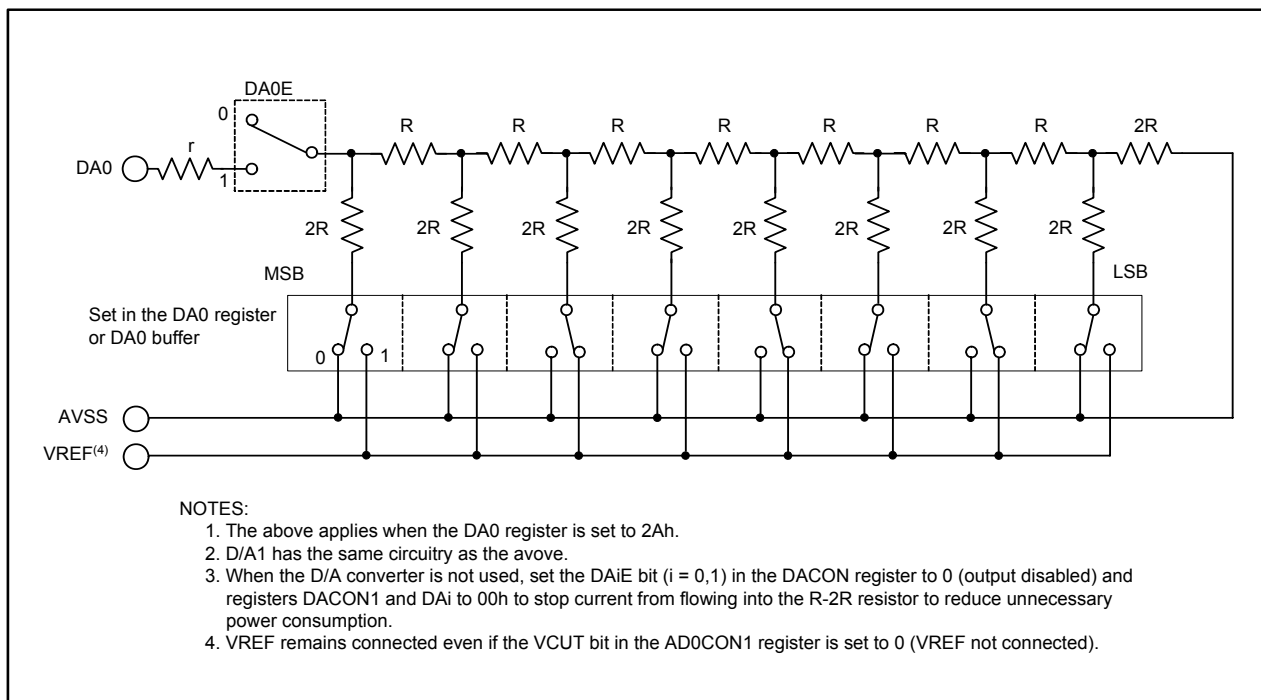 DA0E
0
r
DA0
1
R
R
R
R
R
R
R
2R
2R
2R
2R
2R
2R
2R
2R
2R
MSB
LSB
Set in the DA0 register
or DA0 buffer
0
1
AVSS
VREF(4)
NOTES:
1. The above applies when the DA0 register is set to 2Ah.
2. D/A1 has the same circuitry as the avove.
3. When the D/A converter is not used, set the DAiE bit (i = 0,1) in the DACON register to 0 (output disabled) and
registers DACON1 and DAi to 00h to stop current from flowing into the R-2R resistor to reduce unnecessary
power consumption.
4. VREF remains connected even if the VCUT bit in the AD0CON1 register is set to 0 (VREF not connected).